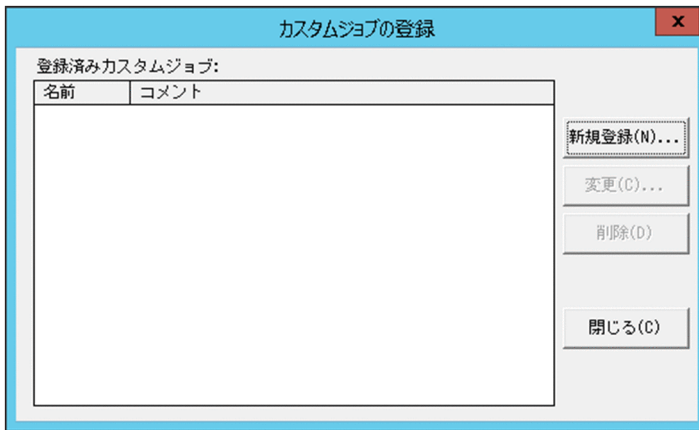 カスタムジョブの登録
x
登録済みカスタムジョブ:
名前 コメント
新規登録(N)...
変更(C)...
削除(D)
閉じる(C)